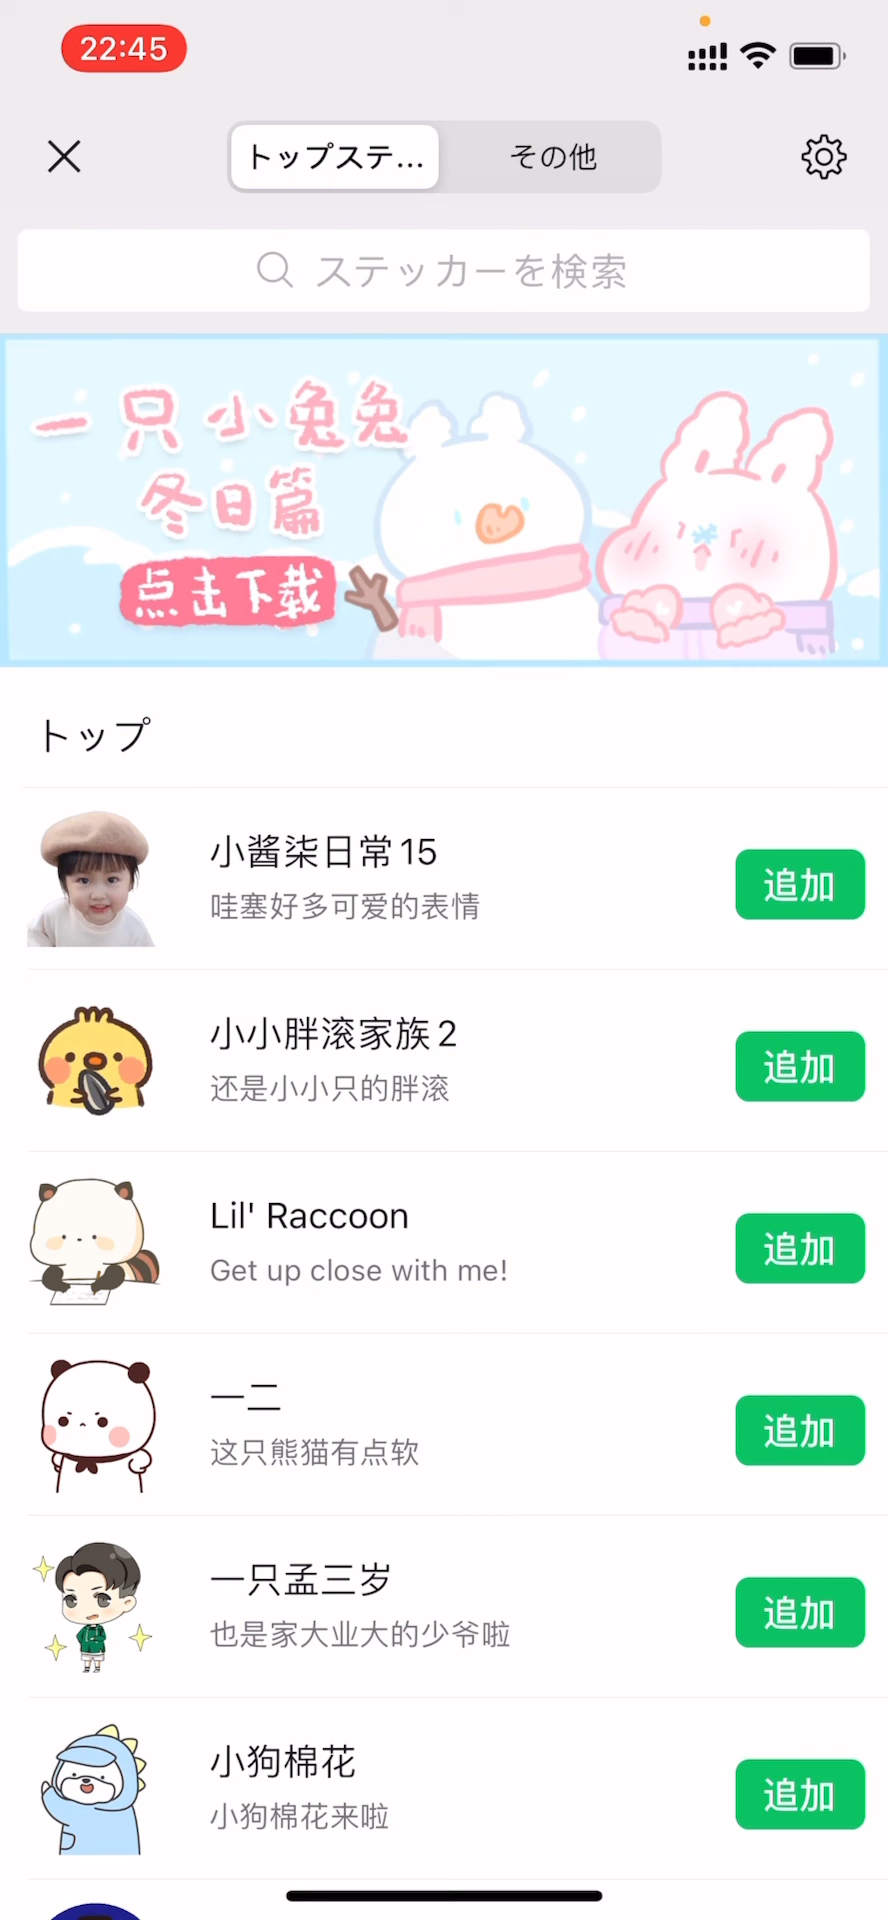 22:45
トップステ...
その他
ステッカーを検索
一只小兔兔
冬日篇
点击下载
トップ
小酱柒日常15
哇塞好多可爱的表情
追加
小小胖滚家族2
还是小小只的胖滚
追加
Lil' Raccoon
Get up close with me!
追加
一二
这只熊猫有点软
追加
一只孟三岁
也是家大业大的少爷啦
追加
小狗棉花
小狗棉花来啦
追加